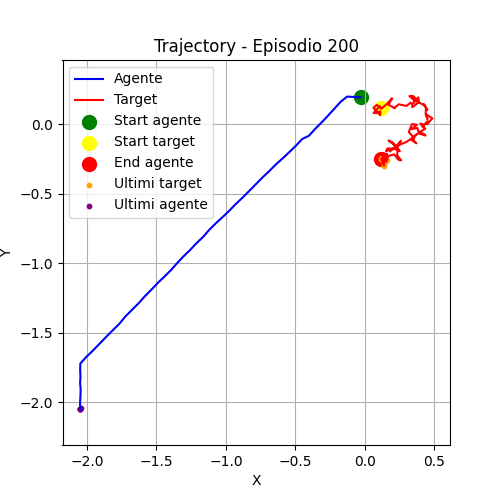 Trajectory - Episodio 200
Agente
Target
Start agente
Start target
End agente
Ultimi target
Ultimi agente
Y
0.0
−0.5
−1.0
−1.5
−2.0
−2.0
−1.5
−1.0
−0.5
0.0
0.5
X